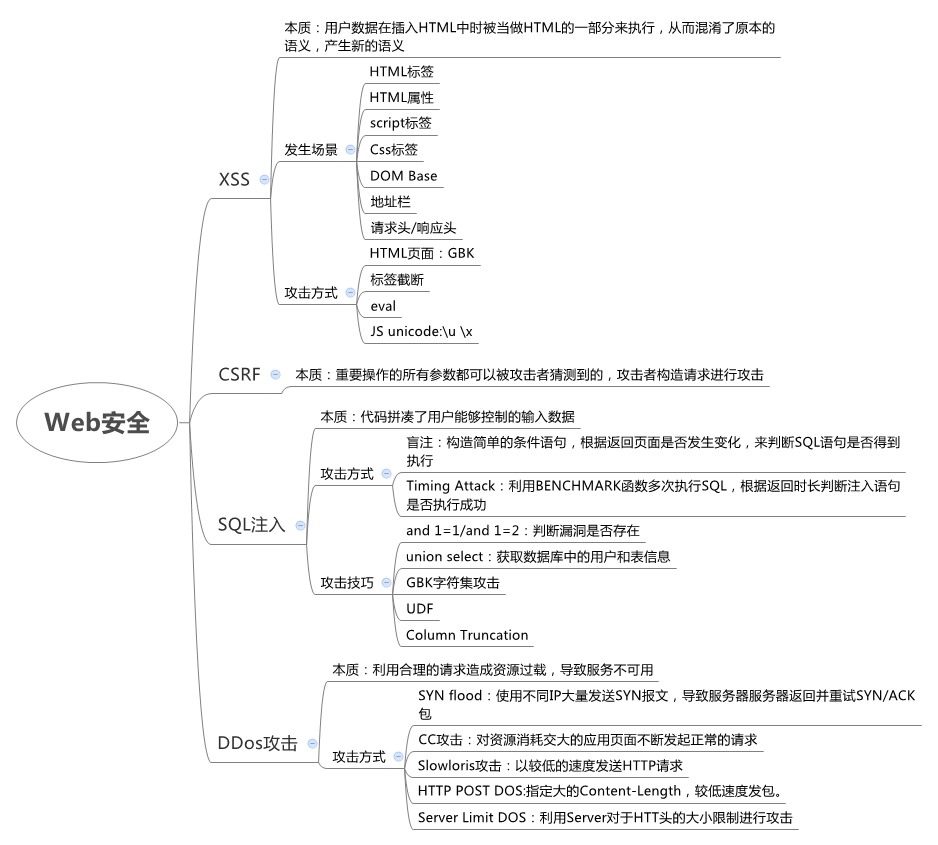 本质：用户数据在插入HTML中时被当做HTML的一部分来执行，从而混淆了原本的
语义，产生新的语义
HTML标签
HTML属性
script标签
发生场景
Css标签
XSS
DOM Base
地址栏
请求头/响应头
HTML页面：GBK
标签截断
攻击方式
eval
JS unicode:\u \x
CSRF
本质：重要操作的所有参数都可以被攻击者猜测到的，攻击者构造请求进行攻击
Web安全
本质：代码拼凑了用户能够控制的输入数据
盲注：构造简单的条件语句，根据返回页面是否发生变化，来判断SQL语句是否得到
执行
攻击方式
Timing Attack：利用BENCHMARK函数多次执行SQL，根据返回时长判断注入语句
是否执行成功
SQL注入
and 1=1/and 1=2：判断漏洞是否存在
union select：获取数据库中的用户和表信息
攻击技巧
GBK字符集攻击
UDF
Column Truncation
本质：利用合理的请求造成资源过载，导致服务不可用
SYN flood：使用不同IP大量发送SYN报文，导致服务器服务器返回并重试SYN/ACK
包
DDos攻击
CC攻击：对资源消耗交大的应用页面不断发起正常的请求
攻击方式
Slowloris攻击：以较低的速度发送HTTP请求
HTTP POST DOS:指定大的Content-Length，较低速度发包。
Server Limit DOS：利用Server对于HTT头的大小限制进行攻击